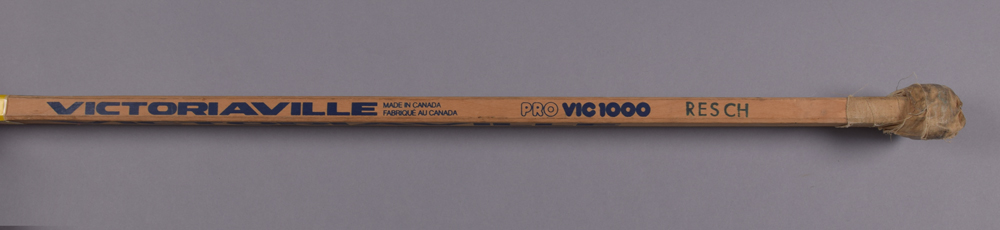 VICTORIAVILLE
MADE IN CANADA
FABRIQUE AU CANADA
PRO VIC 1000
RESCH